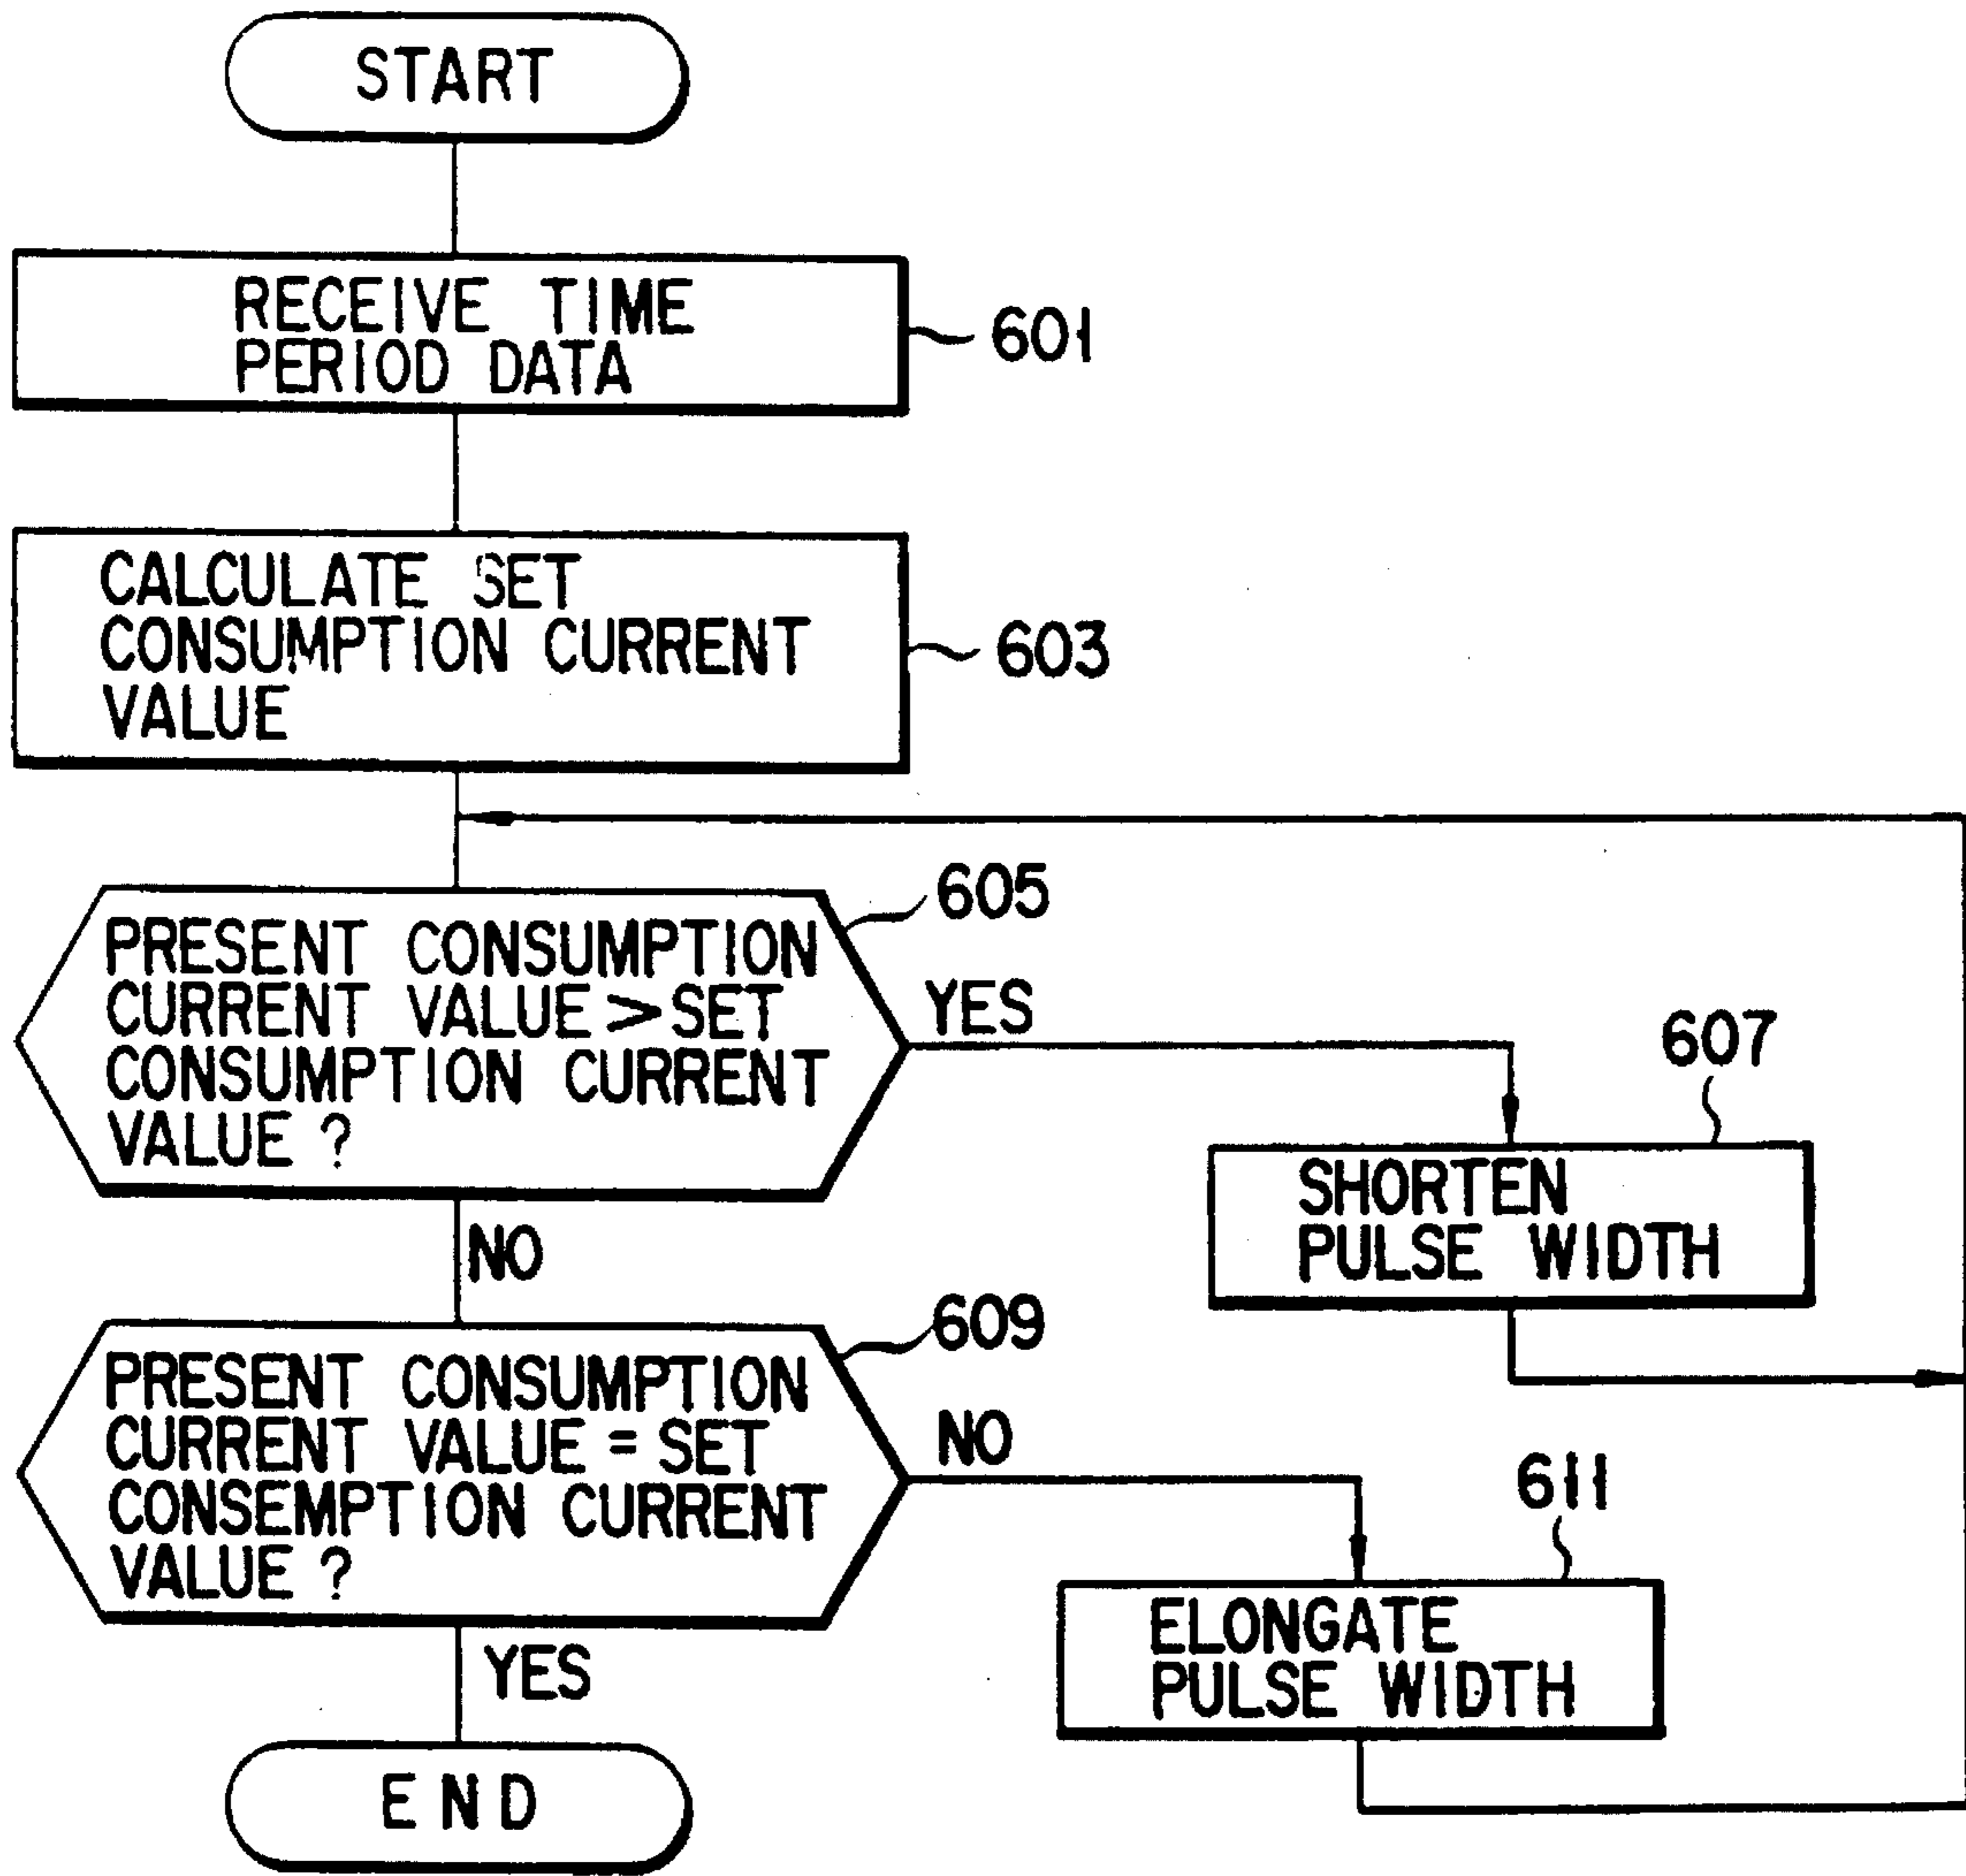 START
RECEIVE TIME
PERIOD DATA
601
CALCULATE SET
CONSUMPTION CURRENT
VALUE
603
605
PRESENT CONSUMPTION
CURRENT VALUE > SET
CONSUMPTION CURRENT
VALUE ?
YES
607
SHORTEN
PULSE WIDTH
NO
609
PRESENT CONSUMPTION
CURRENT VALUE = SET
CONSEMPTION CURRENT
VALUE ?
NO
611
ELONGATE
PULSE WIDTH
YES
END